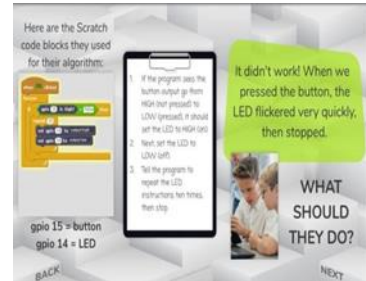 Here are the Scratch
code blocks they used
for their algorithm:
gpio 15 = button
gpio 14 = LED
1. If the program sees the
button output go from
HIGH (not pressed) to
LOW (pressed), it should
set the LED to HIGH (on)
2. Next, set the LED to
LOW (off)
3. Tell the program to
repeat the LED
instructions, ten times,
then stop
It didn't work! When we
pressed the button, the
LED flickered very quickly,
then stopped.
WHAT
SHOULD
THEY DO?
BACK
NEXT